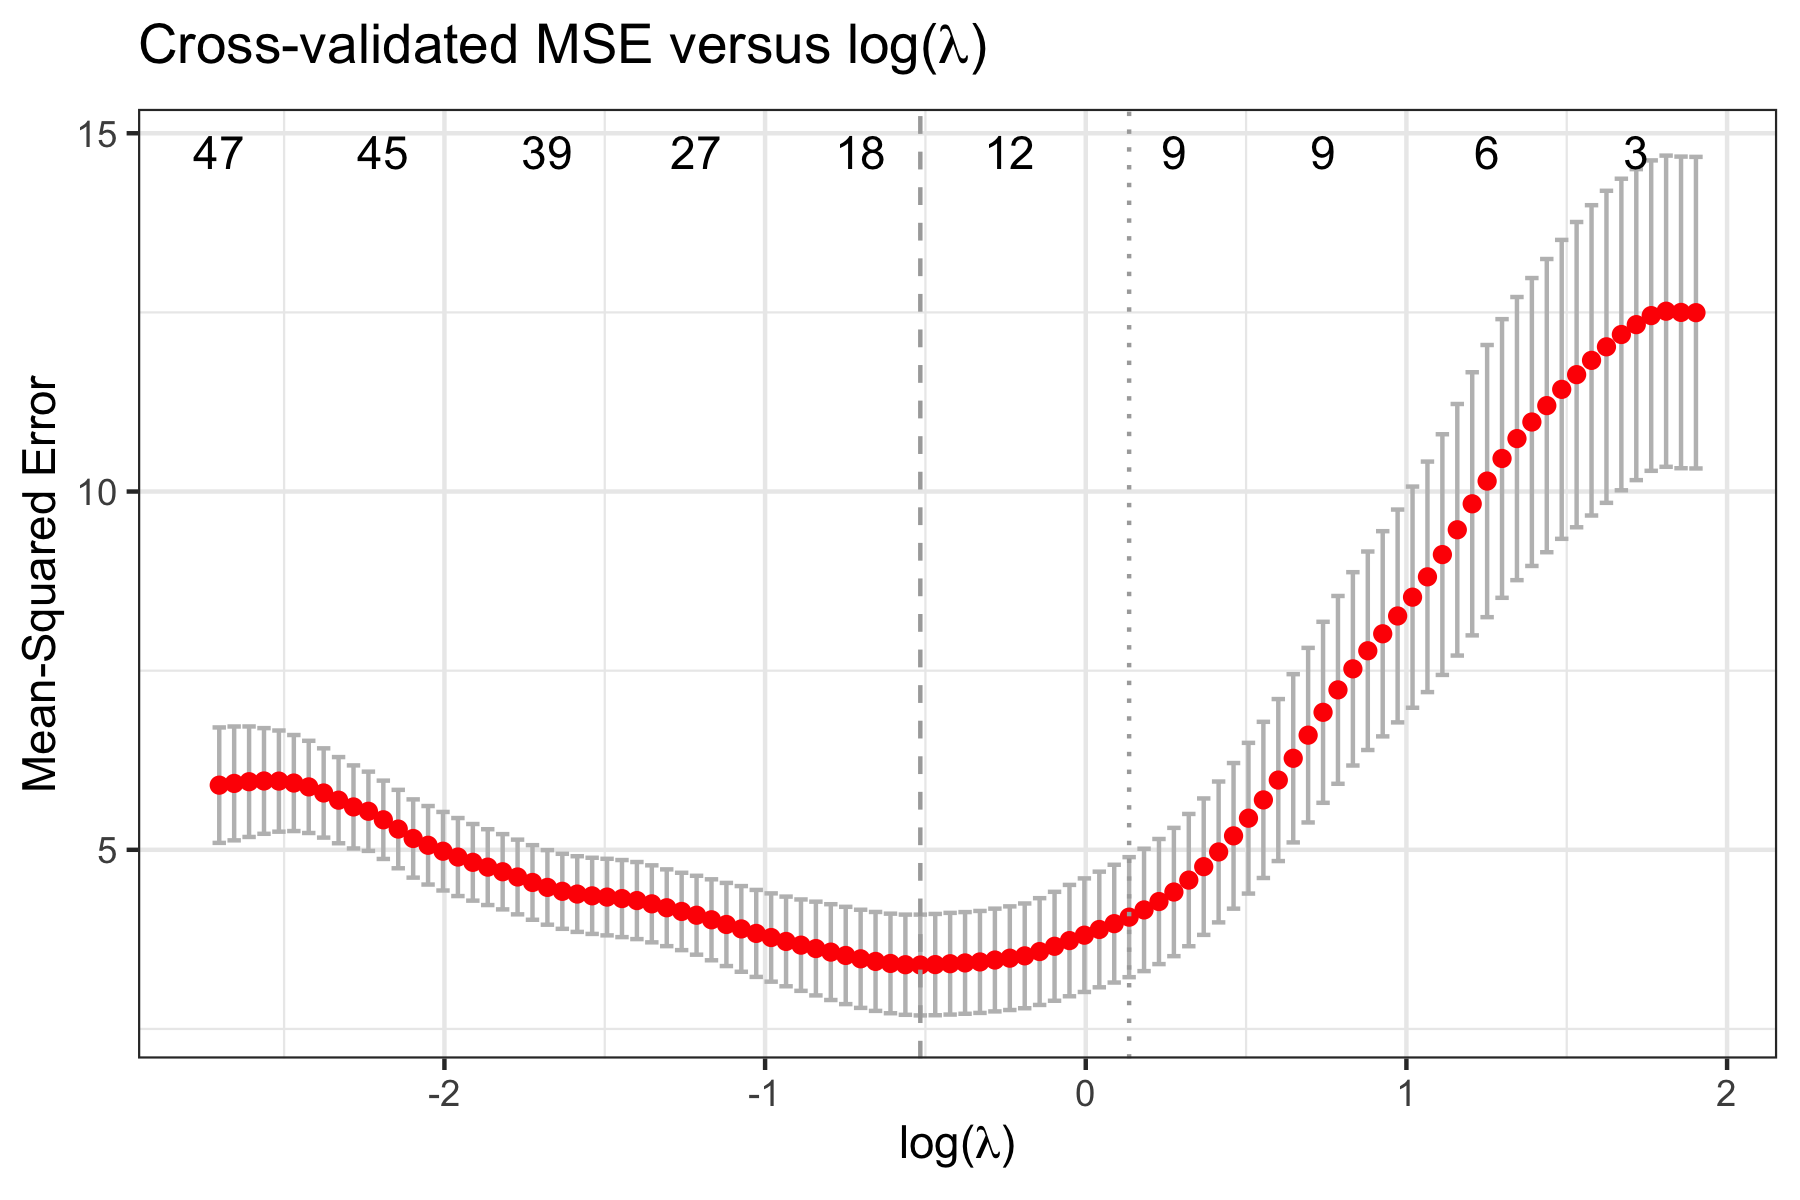 Cross-validated MSE versus log(λ)
15
47 45 39 27 18 12 9 9 6 3
10
5
Mean-Squared Error
-2 -1 0 1 2
log(λ)